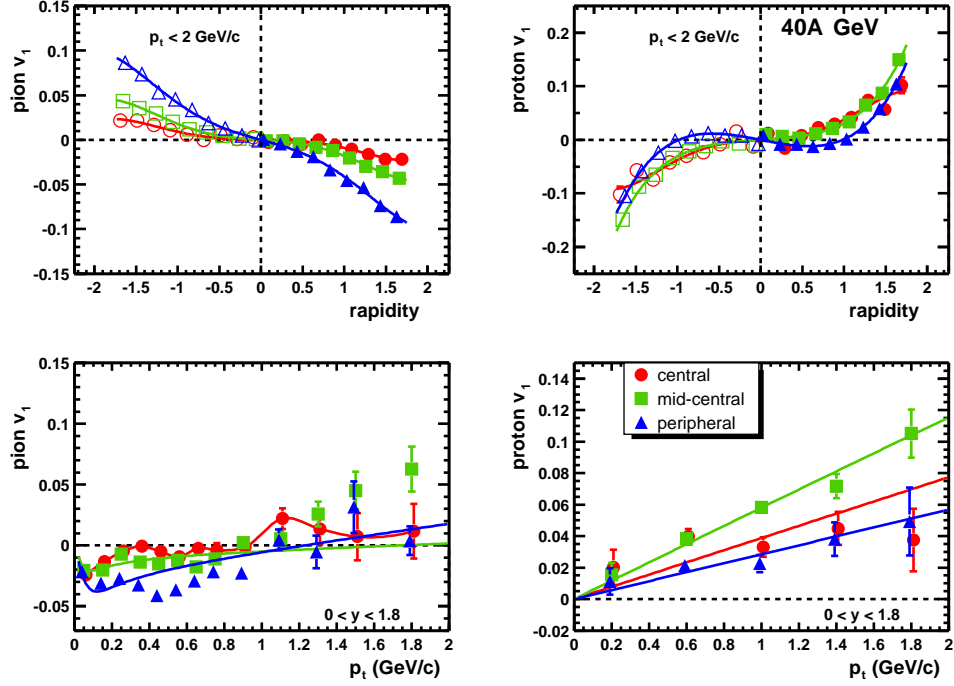 0.15
0.1
0.05
0
-0.05
-0.1
-0.15
pion v1
pt < 2 GeV/c
-2 -1.5 -1 -0.5 0 0.5 1 1.5 2
rapidity
0.2
0.1
0
-0.1
-0.2
proton v1
pt < 2 GeV/c
40A GeV
-2 -1.5 -1 -0.5 0 0.5 1 1.5 2
rapidity
0.15
0.1
0.05
0
-0.05
pion v1
0 < y < 1.8
0 0.2 0.4 0.6 0.8 1 1.2 1.4 1.6 1.8 2
pt (GeV/c)
0.14
0.12
0.1
0.08
0.06
0.04
0.02
0
-0.02
proton v1
central
mid-central
peripheral
0 < y < 1.8
0 0.2 0.4 0.6 0.8 1 1.2 1.4 1.6 1.8 2
pt (GeV/c)